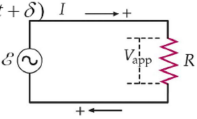 t + δ) I +
ℰ V_app R
+